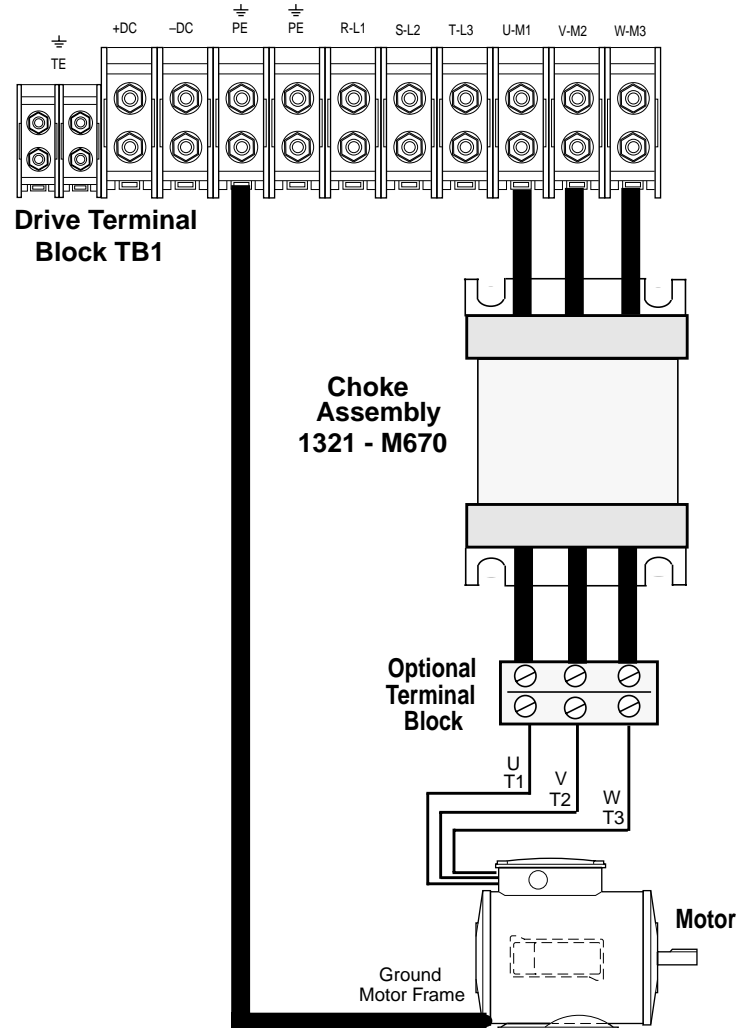 TE
+DC
–DC
PE
PE
R-L1
S-L2
T-L3
U-M1
V-M2
W-M3
Drive Terminal
Block TB1
Choke
Assembly
1321 - M670
Optional
Terminal
Block
U
T1
V
T2
W
T3
Motor
Ground
Motor Frame